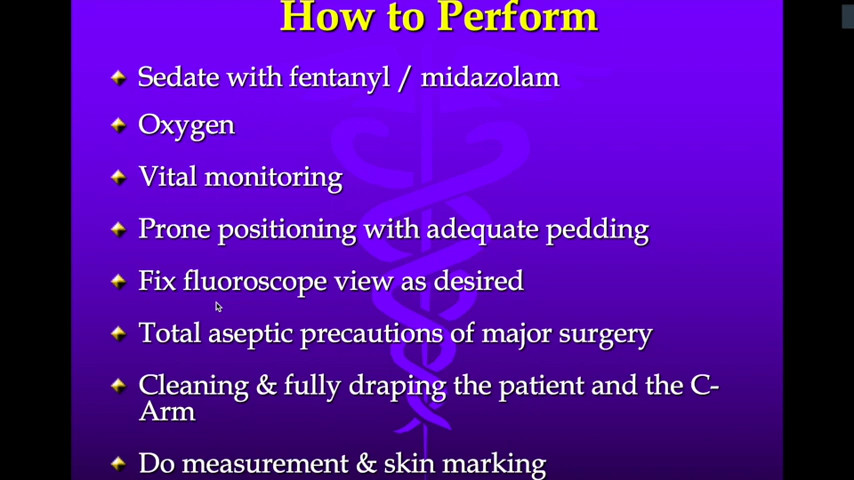 How to Perform
Sedate with fentanyl / midazolam
Oxygen
Vital monitoring
Prone positioning with adequate pedding
Fix fluoroscope view as desired
Total aseptic precautions of major surgery
Cleaning & fully draping the patient and the C-
Arm
Do measurement & skin marking